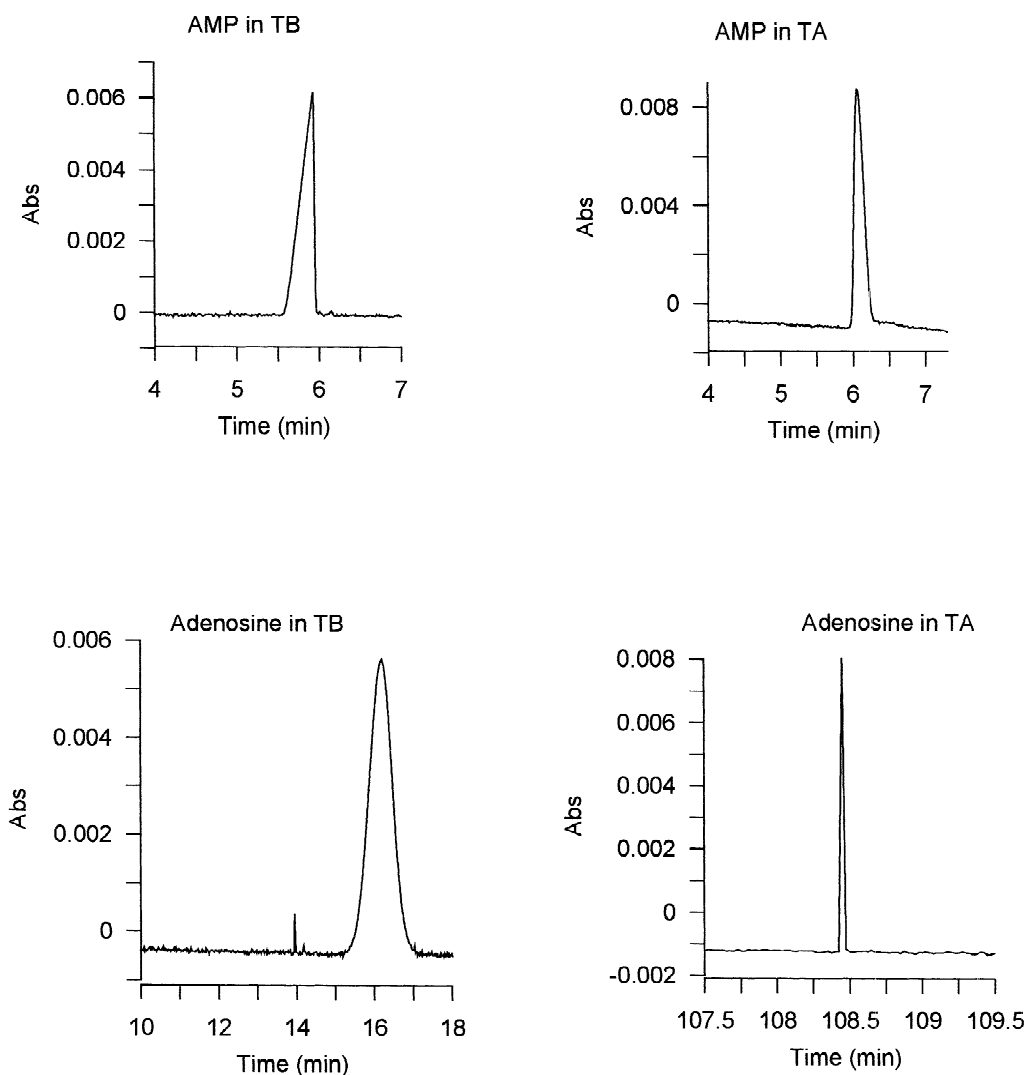 AMP in TB
0.006
0.004
0.002
0
Abs
4 5 6 7
Time (min)
AMP in TA
0.008
0.004
0
Abs
4 5 6 7
Time (min)
Adenosine in TB
0.006
0.004
0.002
0
Abs
10 12 14 16 18
Time (min)
Adenosine in TA
0.008
0.006
0.004
0.002
0
-0.002
Abs
107.5 108 108.5 109 109.5
Time (min)